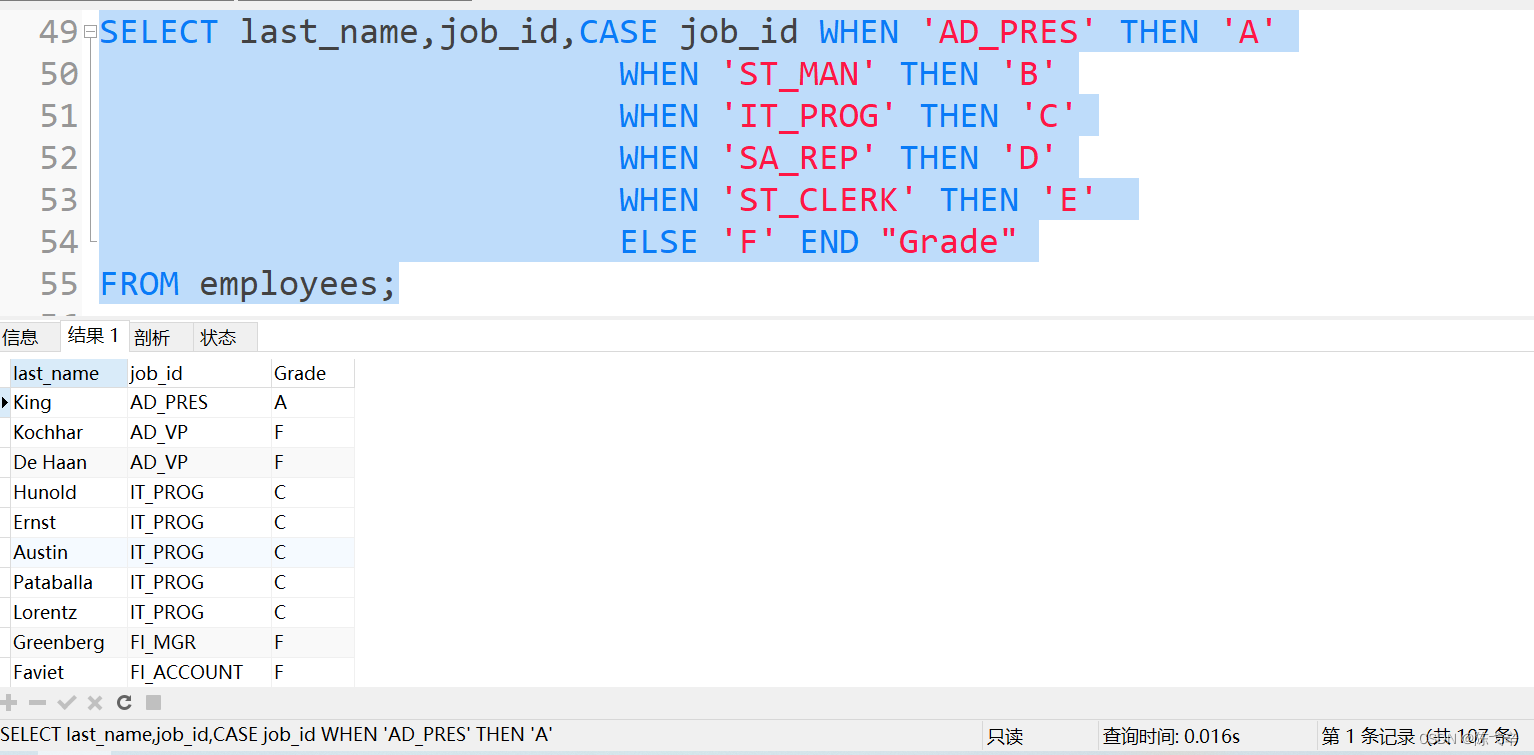 49 SELECT last_name,job_id,CASE job_id WHEN 'AD_PRES' THEN 'A'
50 WHEN 'ST_MAN' THEN 'B'
51 WHEN 'IT_PROG' THEN 'C'
52 WHEN 'SA_REP' THEN 'D'
53 WHEN 'ST_CLERK' THEN 'E'
54 ELSE 'F' END "Grade"
55 FROM employees;
信息 结果 1 剖析 状态
last_name job_id Grade
King AD_PRES A
Kochhar AD_VP F
De Haan AD_VP F
Hunold IT_PROG C
Ernst IT_PROG C
Austin IT_PROG C
Pataballa IT_PROG C
Lorentz IT_PROG C
Greenberg FI_MGR F
Faviet FI_ACCOUNT F
SELECT last_name,job_id,CASE job_id WHEN 'AD_PRES' THEN 'A' 只读 查询时间: 0.016s 第 1 条记录 (共 107 条)